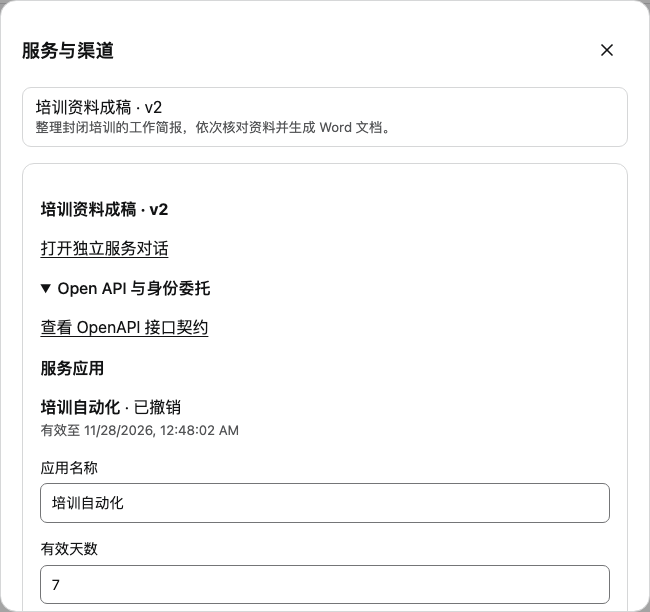 服务与渠道
培训资料成稿 · v2
整理封闭培训的工作简报，依次核对资料并生成 Word 文档。
培训资料成稿 · v2
打开独立服务对话
▼ Open API 与身份委托
查看 OpenAPI 接口契约
服务应用
培训自动化 · 已撤销
有效至 11/28/2026, 12:48:02 AM
应用名称
培训自动化
有效天数
7